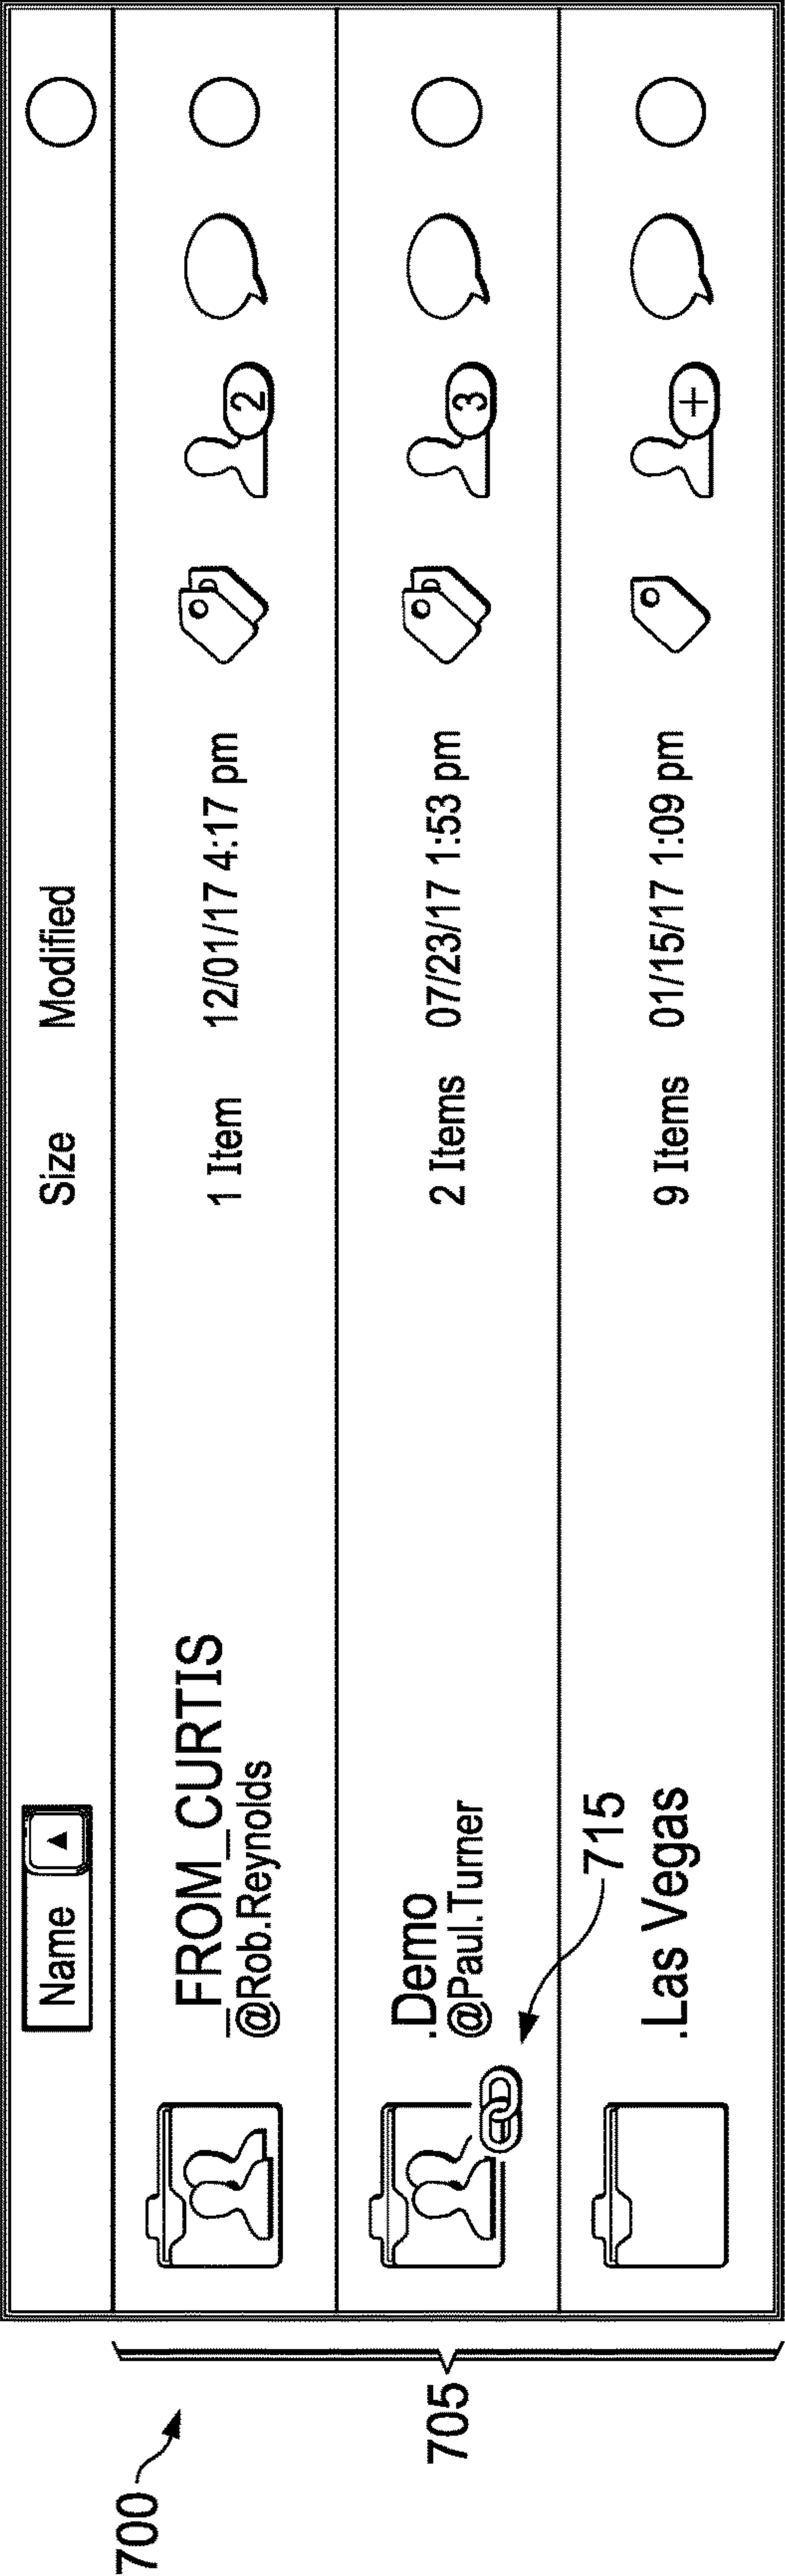 700
705
Name ▲ Size Modified
_FROM_CURTIS
@Rob.Reynolds
1 Item 12/01/17 4:17 pm 2
.Demo
@Paul.Turner
2 Items 07/23/17 1:53 pm 3
715
.Las Vegas
9 Items 01/15/17 1:09 pm +